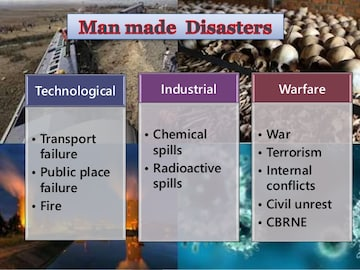 Man made Disasters
Technological
• Transport
failure
• Public place
failure
• Fire
Industrial
• Chemical
spills
• Radioactive
spills
Warfare
• War
• Terrorism
• Internal
conflicts
• Civil unrest
• CBRNE